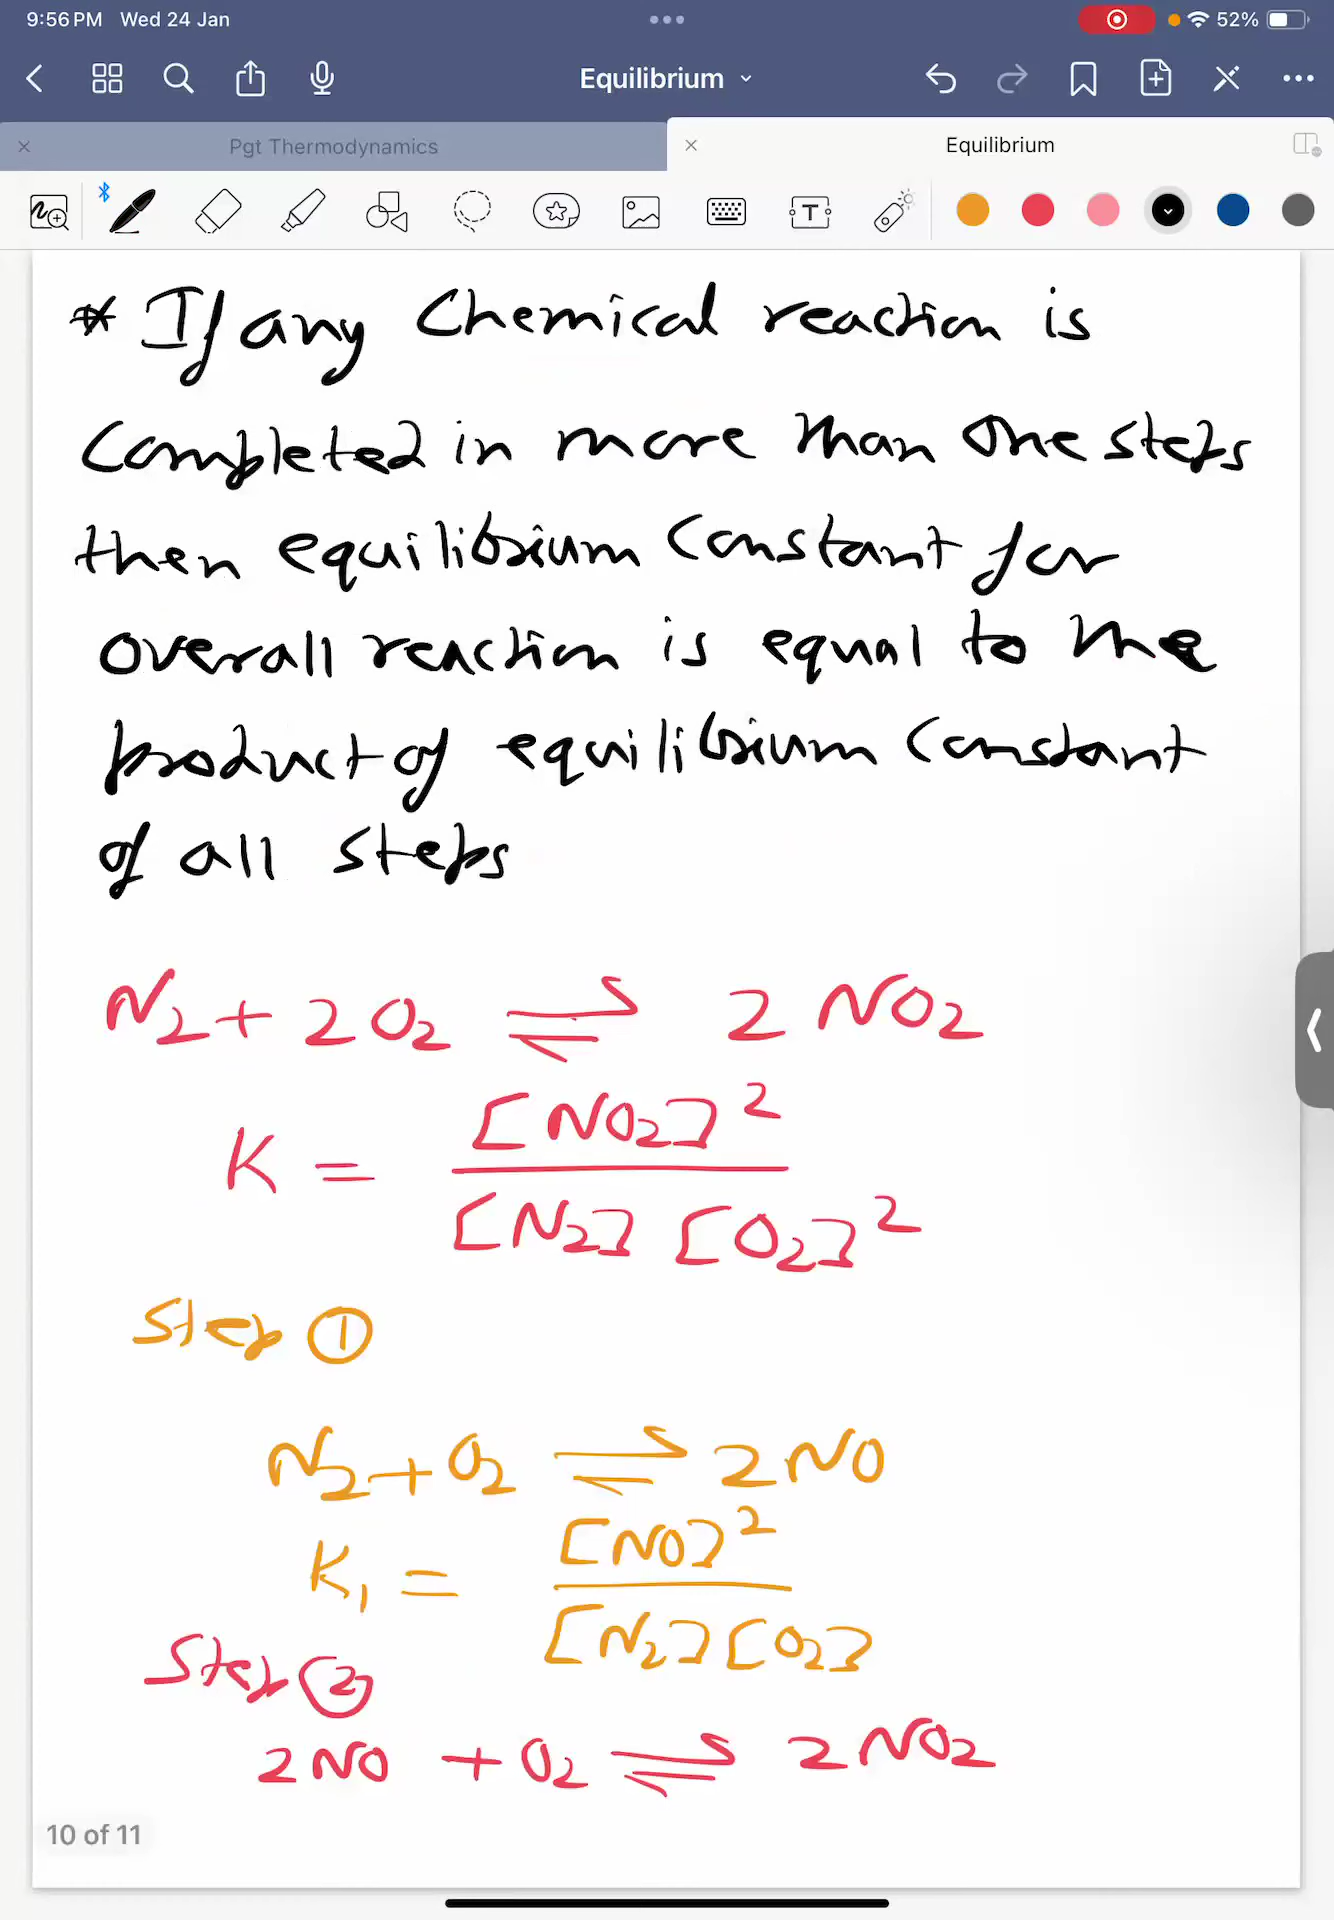 9:56 PM Wed 24 Jan
52%
Equilibrium
Pgt Thermodynamics
Equilibrium
* If any Chemical reaction is
Completed in more than one steps
then equilibrium Constant for
overall reaction is equal to the
product of equilibrium Constant
of all steps
N₂ + 2O₂ ⇌ 2NO₂
K = [NO₂]² / [N₂] [O₂]²
Step ①
N₂ + O₂ ⇌ 2NO
K₁ = [NO]² / [N₂] [O₂]
Step ②
2NO + O₂ ⇌ 2NO₂
10 of 11